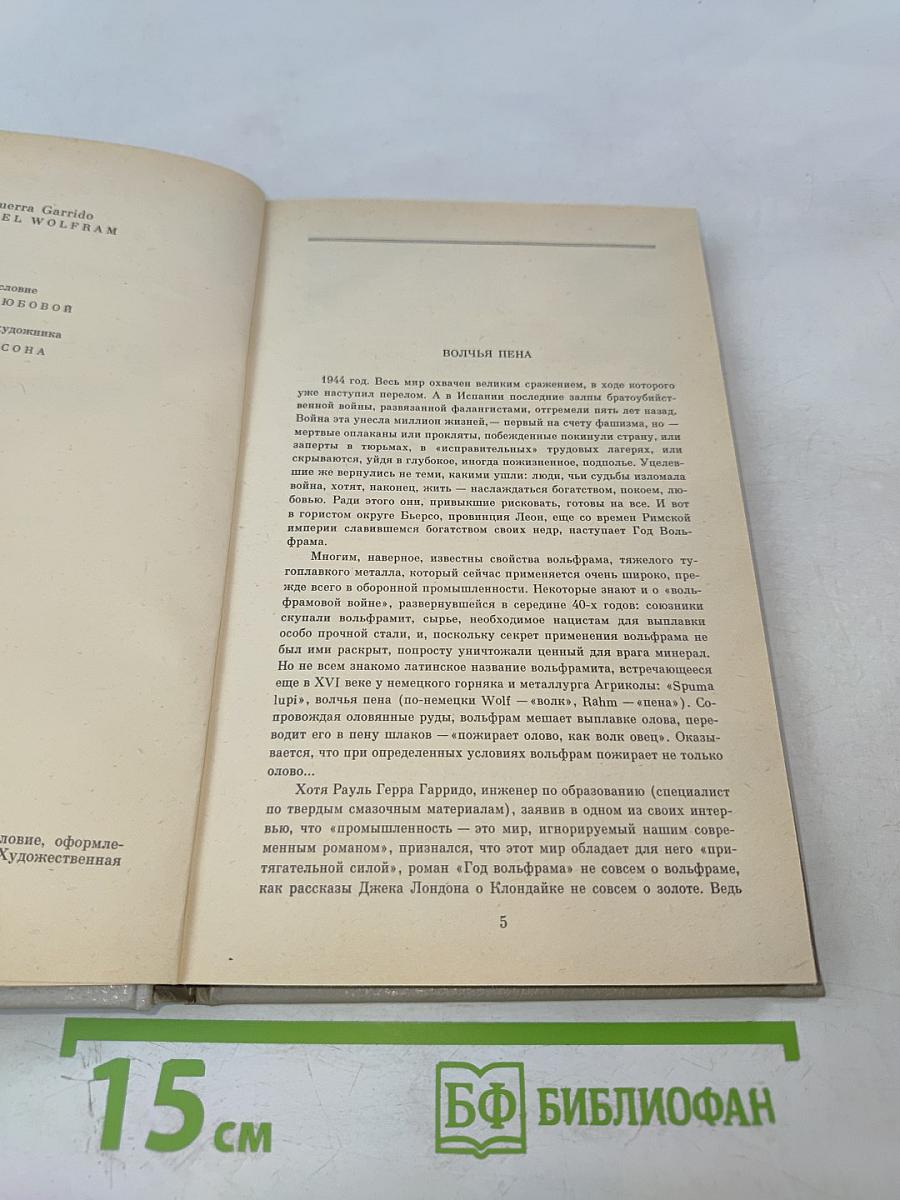 uerra Garrido
EL WOLFRAM
словие
ЮБОВОЙ
художника
СОНА
ловие, оформле-
Художественная
ВОЛЧЬЯ ПЕНА
1944 год. Весь мир охвачен великим сражением, в ходе которого
уже наступил перелом. А в Испании последние залпы братоубийст-
венной войны, развязанной фалангистами, отгремели пять лет назад.
Война эта унесла миллион жизней, — первый на счету фашизма, но —
мертвые оплаканы или прокляты, побежденные покинули страну, или
заперты в тюрьмах, в «исправительных» трудовых лагерях, или
скрываются, уйдя в глубокое, иногда пожизненное, подполье. Уцелев-
шие же вернулись не теми, какими ушли: люди, чьи судьбы изломала
война, хотят, наконец, жить — наслаждаться богатством, покоем, лю-
бовью. Ради этого они, привыкшие рисковать, готовы на все. И вот
в гористом округе Бьерсо, провинция Леон, еще со времен Римской
империи славившемся богатством своих недр, наступает Год Воль-
фрама.
Многим, наверное, известны свойства вольфрама, тяжелого ту-
гоплавкого металла, который сейчас применяется очень широко, пре-
жде всего в оборонной промышленности. Некоторые знают и о «воль-
фрамовой войне», развернувшейся в середине 40-х годов: союзники
скупали вольфрамит, сырье, необходимое нацистам для выплавки
особо прочной стали, и, поскольку секрет применения вольфрама не
был ими раскрыт, попросту уничтожали ценный для врага минерал.
Но не всем знакомо латинское название вольфрамита, встречающееся
еще в XVI веке у немецкого горняка и металлурга Агриколы: «Spuma
lupi», волчья пена (по-немецки Wolf — «волк», Rahm — «пена»). Со-
провождая оловянные руды, вольфрам мешает выплавке олова, пере-
водит его в пену шлаков — «пожирает олово, как волк овец». Оказы-
вается, что при определенных условиях вольфрам пожирает не только
олово...
Хотя Рауль Герра Гарридо, инженер по образованию (специалист
по твердым смазочным материалам), заявив в одном из своих интер-
вью, что «промышленность — это мир, игнорируемый нашим совре-
менным романом», признался, что этот мир обладает для него «при-
тягательной силой», роман «Год вольфрама» не совсем о вольфраме,
как рассказы Джека Лондона о Клондайке не совсем о золоте. Ведь
5
15 см
БФ БИБЛИОФАН